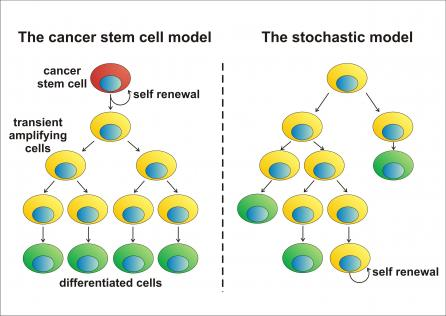 The cancer stem cell model
The stochastic model
cancer
stem cell
self renewal
transient
amplifying
cells
differentiated cells
self renewal